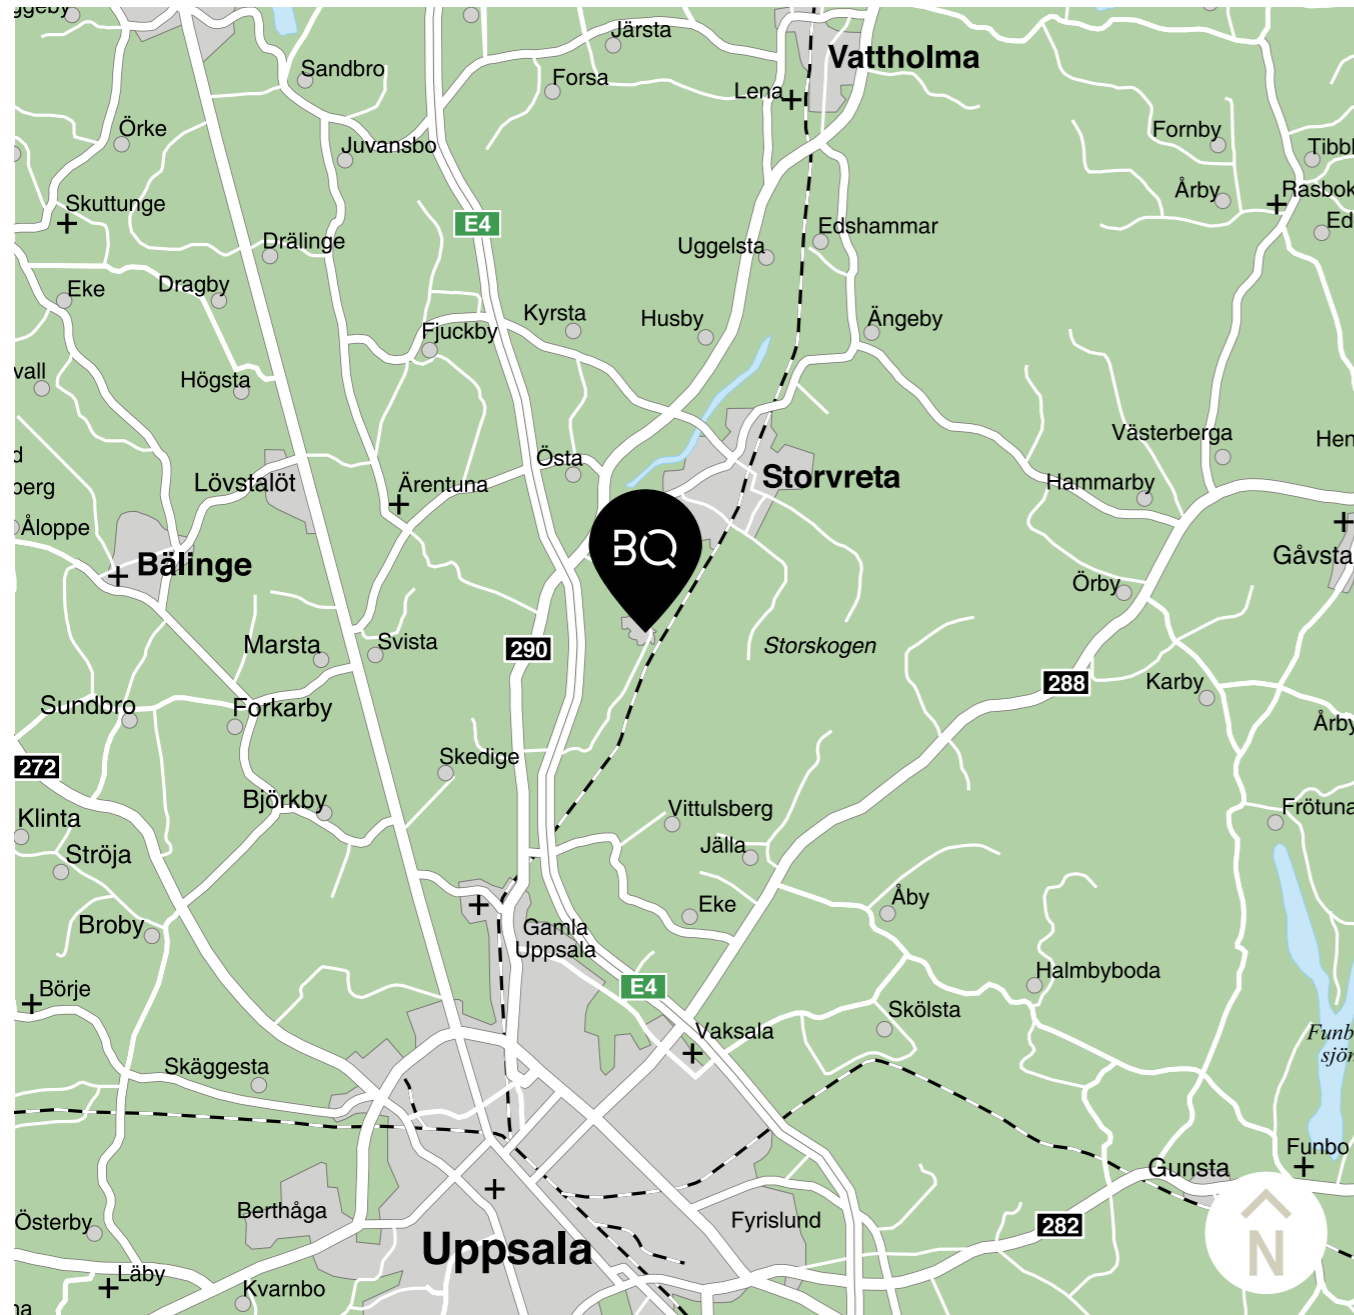 ggeby
Järsta
Vattholma
Sandbro
Forsa
Lena
Örke
Fornby
Juvansbo
Tibbl
Årby
Rasbok
Skuttunge
E4
Ed
Edshammar
Drälinge
Uggelsta
Eke
Dragby
Kyrsta
Husby
Ängeby
Fjuckby
vall
Högsta
Västerberga
Hen
d
Östa
Storvreta
Lövstalöt
Ärentuna
Hammarby
berg
Åloppe
BQ
Gåvsta
Bälinge
Örby
Marsta
Svista
290
Storskogen
288
Karby
Sundbro
Forkarby
Årby
Skedige
272
Björkby
Vittulsberg
Frötuna
Klinta
Jälla
Ströja
Eke
Åby
Broby
Gamla
Uppsala
Halmbyboda
E4
Börje
Skölsta
Vaksala
Funb
sjön
Skäggesta
Funbo
Gunsta
Berthåga
Fyrislund
282
Österby
Uppsala
N
Läby
Kvarnbo
na